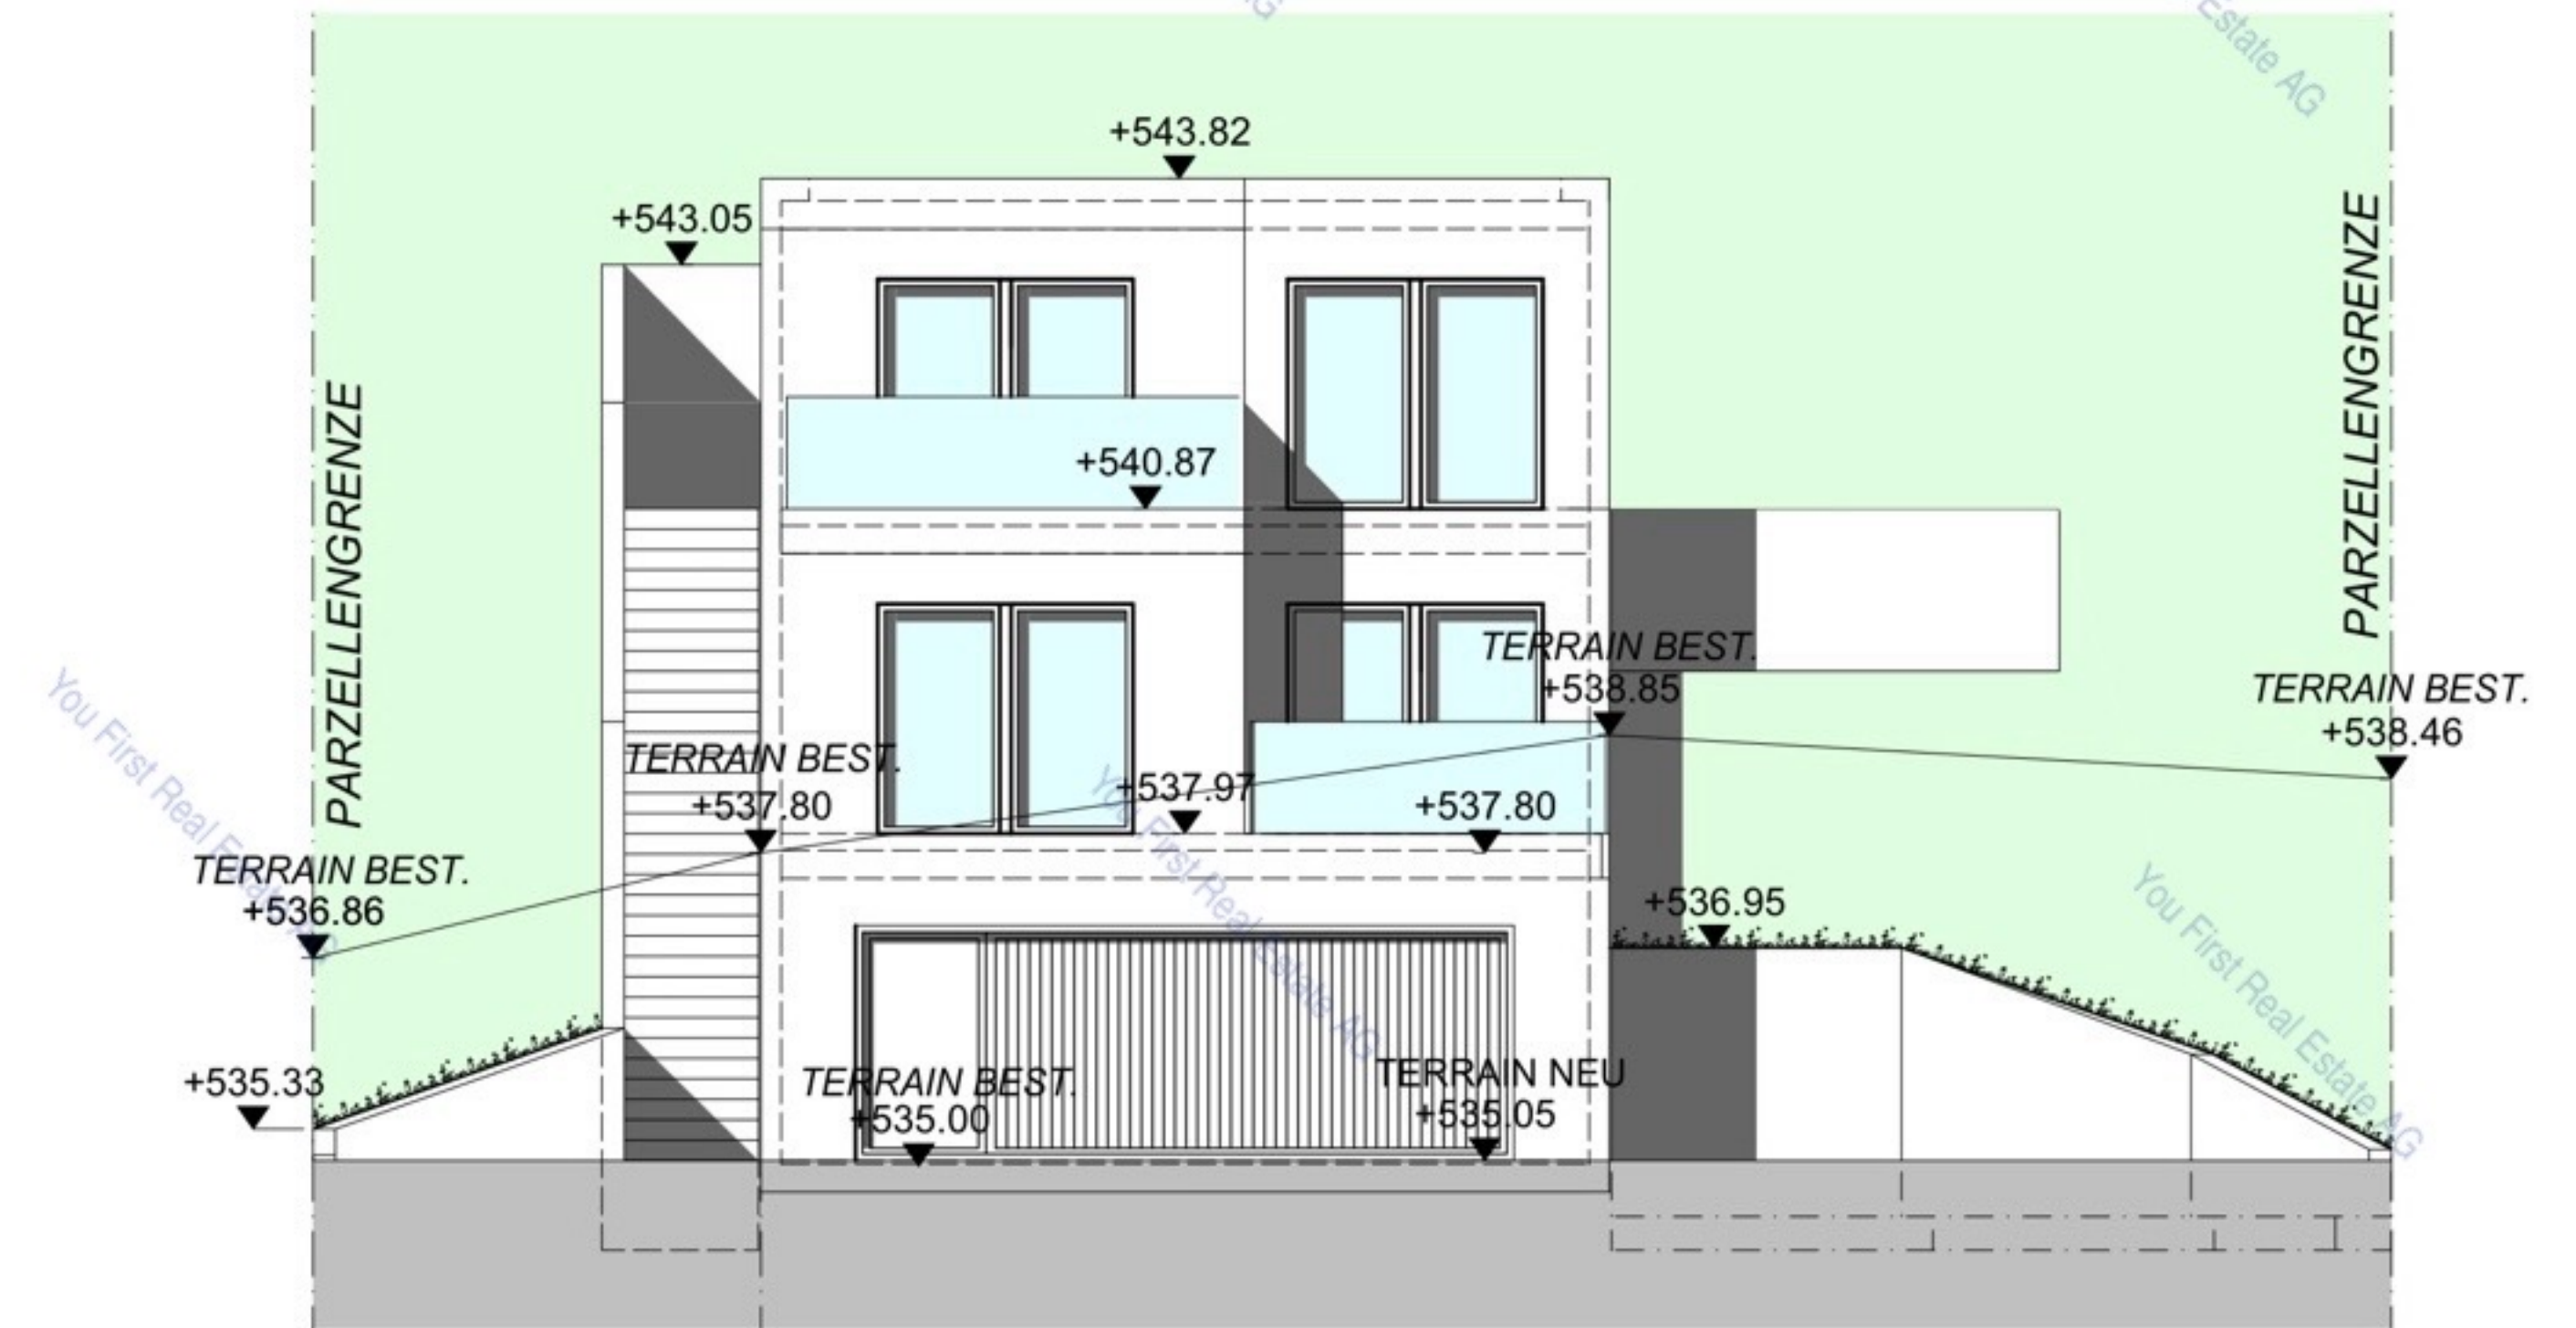 Estate AG
+543.82
+543.05
PARZELLENGRENZE
PARZELLENGRENZE
+540.87
TERRAIN BEST.
+538.85
TERRAIN BEST.
+538.46
TERRAIN BEST.
+537.80
+537.97
+537.80
TERRAIN BEST.
+536.86
+536.95
You First Real Estate AG
You First Real Estate AG
You First Real Estate AG
+535.33
TERRAIN BEST.
+535.00
TERRAIN NEU
+535.05